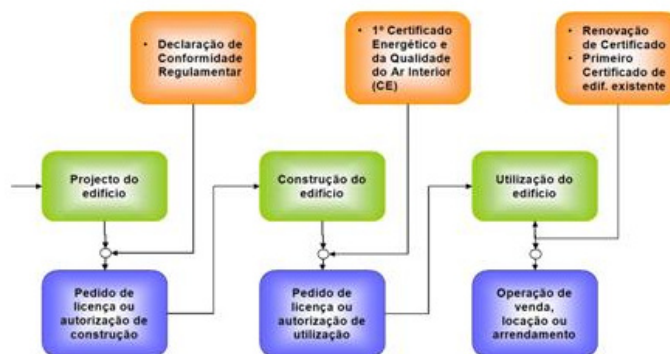 • Declaração de
Conformidade
Regulamentar
• 1º Certificado
Energético e
da Qualidade
do Ar Interior
(CE)
• Renovação
de Certificado
• Primeiro
Certificado de
edif. existente
Projecto do
edifício
Construção do
edifício
Utilização do
edifício
Pedido de
licença ou
autorização de
construção
Pedido de
licença ou
autorização de
utilização
Operação de
venda,
locação ou
arrendamento